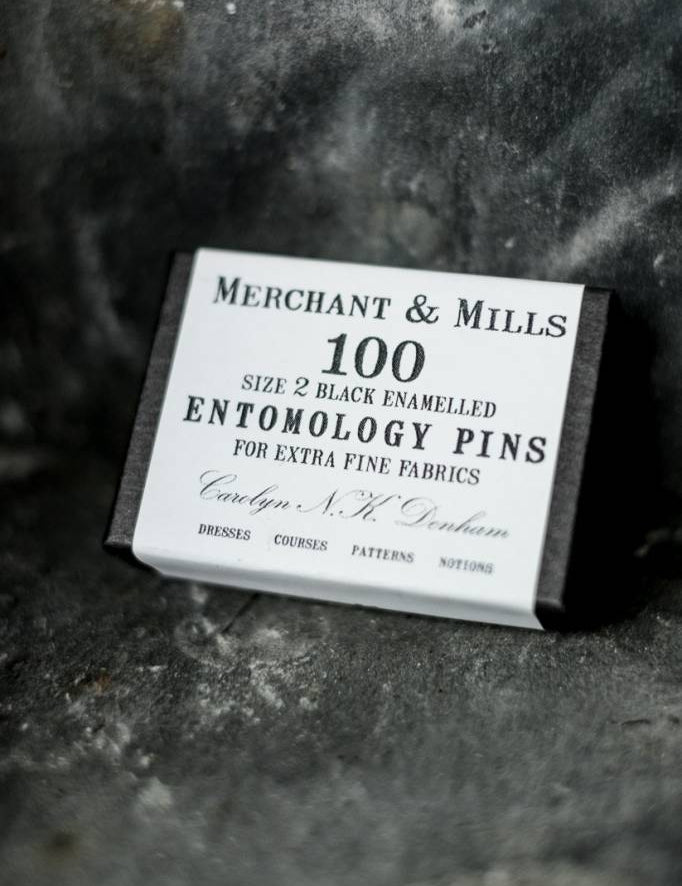 MERCHANT & MILLS
100
SIZE 2 BLACK ENAMELLED
ENTOMOLOGY PINS
FOR EXTRA FINE FABRICS
Carolyn N.K. Denham
DRESSES COURSES PATTERNS NOTIONS